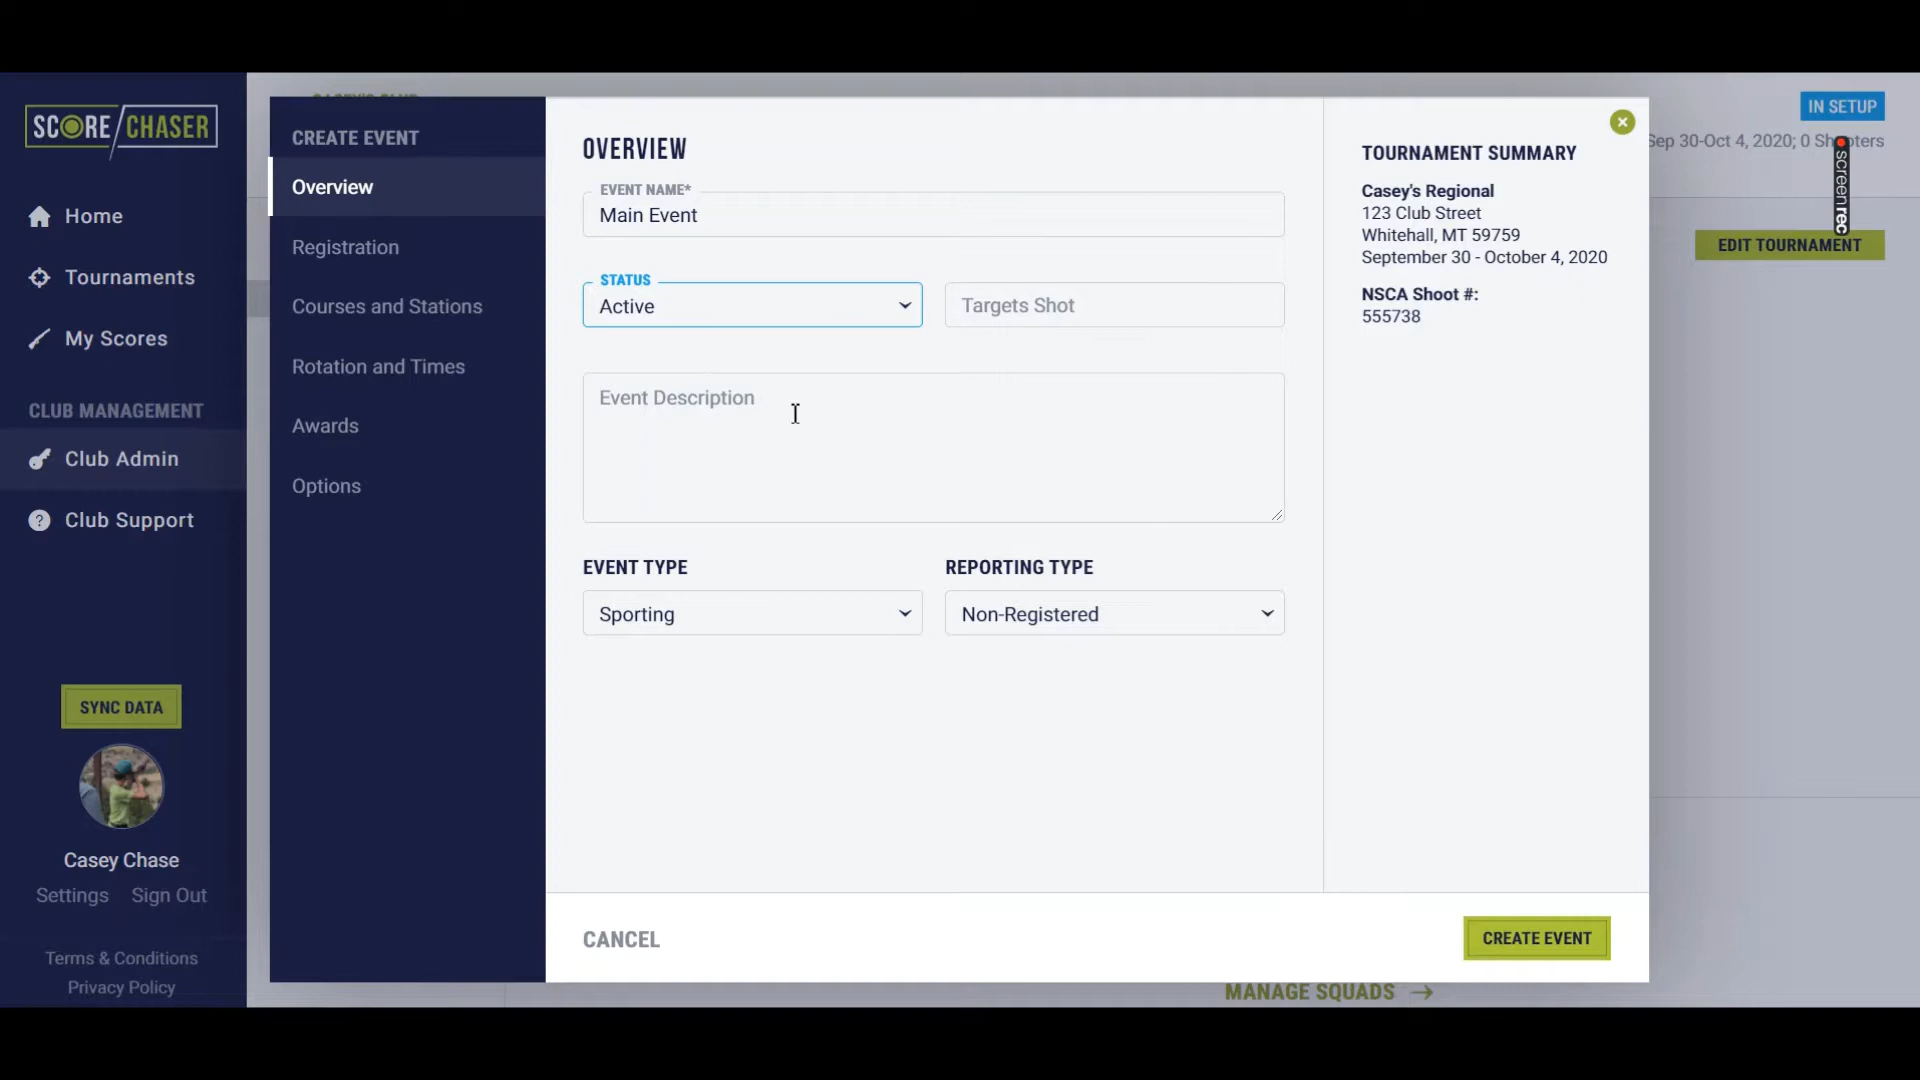 SCORE/CHASER
Home
Tournaments
My Scores
CLUB MANAGEMENT
Club Admin
? Club Support
SYNC DATA
Casey Chase
Settings Sign Out
Terms & Conditions
Privacy Policy
CREATE EVENT
Overview
Registration
Courses and Stations
Rotation and Times
Awards
Options
OVERVIEW
EVENT NAME*
Main Event
STATUS
Active
Targets Shot
Event Description
EVENT TYPE
REPORTING TYPE
Sporting
Non-Registered
CANCEL
CREATE EVENT
TOURNAMENT SUMMARY
Casey's Regional
123 Club Street
Whitehall, MT 59759
September 30 - October 4, 2020
NSCA Shoot #:
555738
IN SETUP
Sep 30-Oct 4, 2020; 0 Shooters
screenrec
EDIT TOURNAMENT
MANAGE SQUADS →